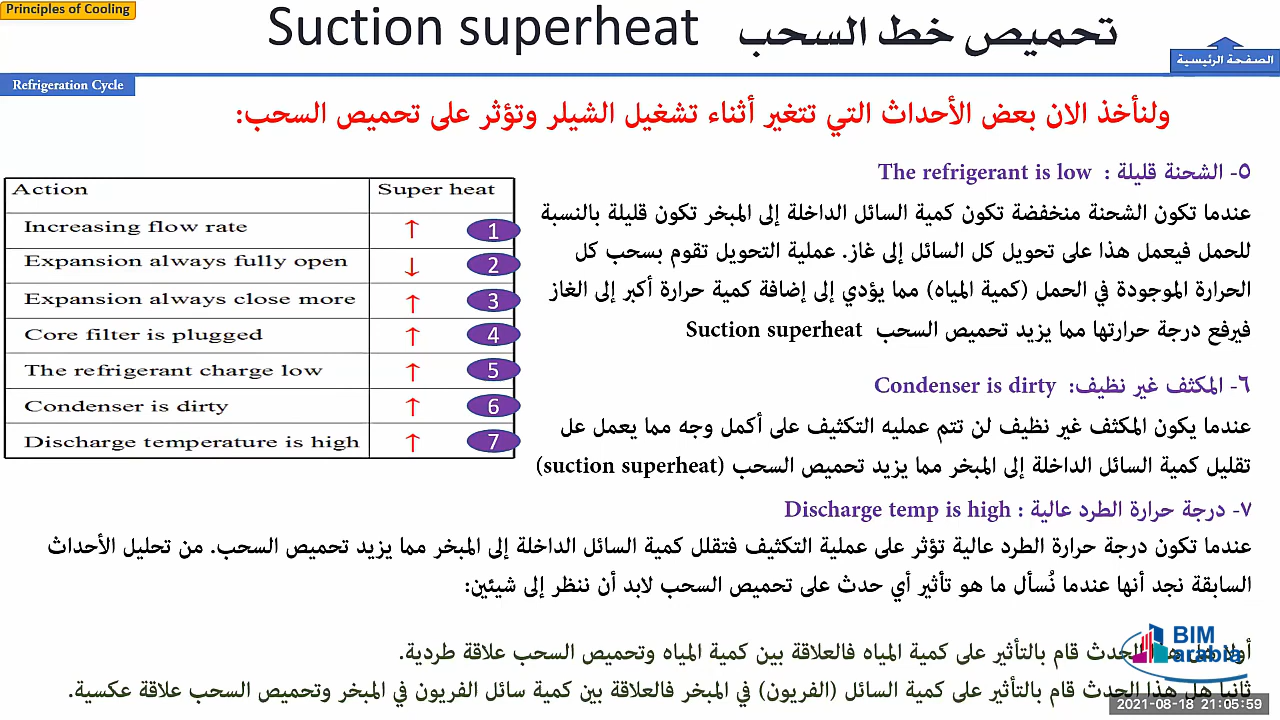 Principles of Cooling
Suction superheat تحميص خط السحب
الصفحة الرئيسية
Refrigeration Cycle
ولنأخذ الان بعض الأحداث التي تتغير أثناء تشغيل الشيلر وتؤثر على تحميص السحب:
Action Super heat
Increasing flow rate ↑ 1
Expansion always fully open ↓ 2
Expansion always close more ↑ 3
Core filter is plugged ↑ 4
The refrigerant charge low ↑ 5
Condenser is dirty ↑ 6
Discharge temperature is high ↑ 7
٥- الشحنة قليلة : The refrigerant is low
عندما تكون الشحنة منخفضة تكون كمية السائل الداخلة إلى المبخر تكون قليلة بالنسبة
للحمل فيعمل هذا على تحويل كل السائل إلى غاز. عملية التحويل تقوم بسحب كل
الحرارة الموجودة في الحمل (كمية المياه) مما يؤدي إلى إضافة كمية حرارة أكبر إلى الغاز
فيرفع درجة حرارتها مما يزيد تحميص السحب Suction superheat
٦- المكثف غير نظيف: Condenser is dirty
عندما يكون المكثف غير نظيف لن تتم عمليه التكثيف على أكمل وجه مما يعمل عل
تقليل كمية السائل الداخلة إلى المبخر مما يزيد تحميص السحب (suction superheat)
٧- درجة حرارة الطرد عالية : Discharge temp is high
عندما تكون درجة حرارة الطرد عالية تؤثر على عملية التكثيف فتقلل كمية السائل الداخلة إلى المبخر مما يزيد تحميص السحب. من تحليل الأحداث
السابقة نجد أنها عندما نُسأل ما هو تأثير أي حدث على تحميص السحب لابد أن ننظر إلى شيئين:
الحدث قام بالتأثير على كمية المياه فالعلاقة بين كمية المياه وتحميص السحب علاقة طردية.
ثانيا هل هذا الحدث قام بالتأثير على كمية السائل (الفريون) في المبخر فالعلاقة بين كمية سائل الفريون في المبخر وتحميص السحب علاقة عكسية.
BIM
arabia
2021-08-18 21:05:59